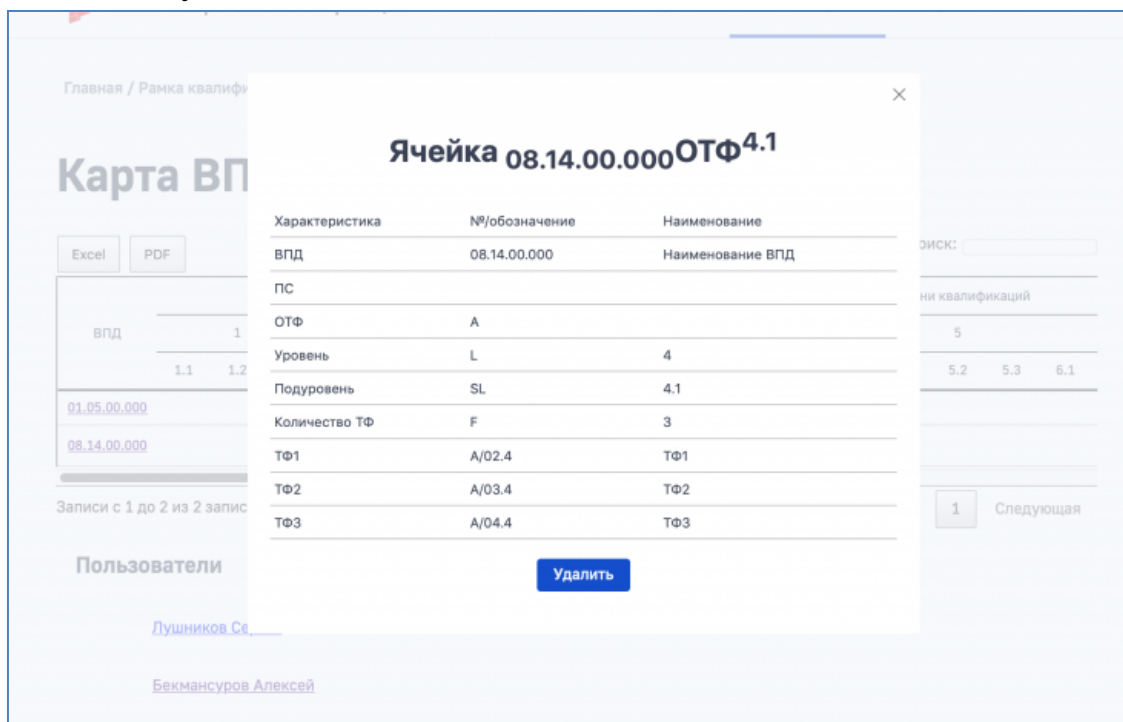 Главная / Рамка
Ячейка 08.14.00.000ОТФ4.1
Карта ВП
Характеристика №/обозначение Наименование
Excel PDF
ВПД 08.14.00.000 Наименование ВПД
ПС
квалификаций
ОТФ A
ВПД 1 5
Уровень L 4
1.1 1.2 5.2 5.3 6.1
Подуровень SL 4.1
01.05.00.000
Количество ТФ F 3
08.14.00.000
ТФ1 A/02.4 ТФ1
ТФ2 A/03.4 ТФ2
Записи с 1 до 2 из 2 1 Следующая
ТФ3 A/04.4 ТФ3
Пользователи
Удалить
Лушников
Бекмансуров Алексей